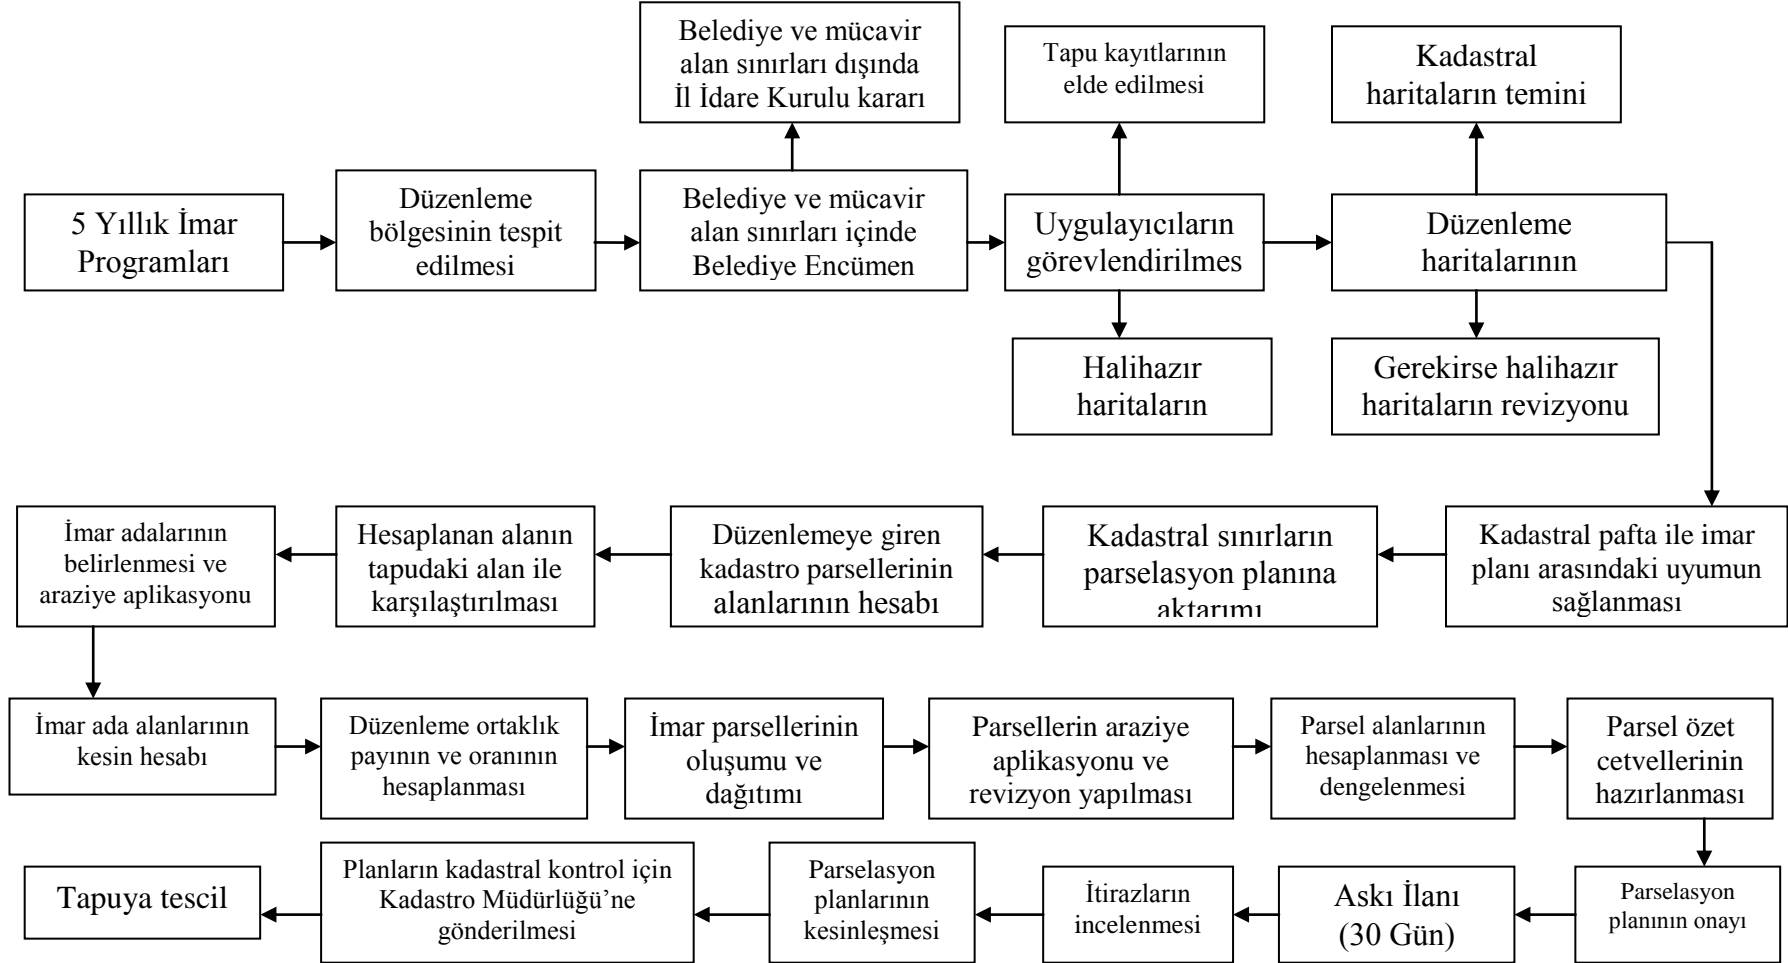 Belediye ve mücavir
alan sınırları dışında
İl İdare Kurulu kararı
Tapu kayıtlarının
elde edilmesi
Kadastral
haritaların temini
5 Yıllık İmar
Programları
Düzenleme
bölgesinin tespit
edilmesi
Belediye ve mücavir
alan sınırları içinde
Belediye Encümen
Uygulayıcıların
görevlendirilmes
Düzenleme
haritalarının
Halihazır
haritaların
Gerekirse halihazır
haritaların revizyonu
İmar adalarının
belirlenmesi ve
araziye aplikasyonu
Hesaplanan alanın
tapudaki alan ile
karşılaştırılması
Düzenlemeye giren
kadastro parsellerinin
alanlarının hesabı
Kadastral sınırların
parselasyon planına
aktarımı
Kadastral pafta ile imar
planı arasındaki uyumun
sağlanması
İmar ada alanlarının
kesin hesabı
Düzenleme ortaklık
payının ve oranının
hesaplanması
İmar parsellerinin
oluşumu ve
dağıtımı
Parsellerin araziye
aplikasyonu ve
revizyon yapılması
Parsel alanlarının
hesaplanması ve
dengelenmesi
Parsel özet
cetvellerinin
hazırlanması
Tapuya tescil
Planların kadastral kontrol için
Kadastro Müdürlüğü’ne
gönderilmesi
Parselasyon
planlarının
kesinleşmesi
İtirazların
incelenmesi
Askı İlanı
(30 Gün)
Parselasyon
planının onayı